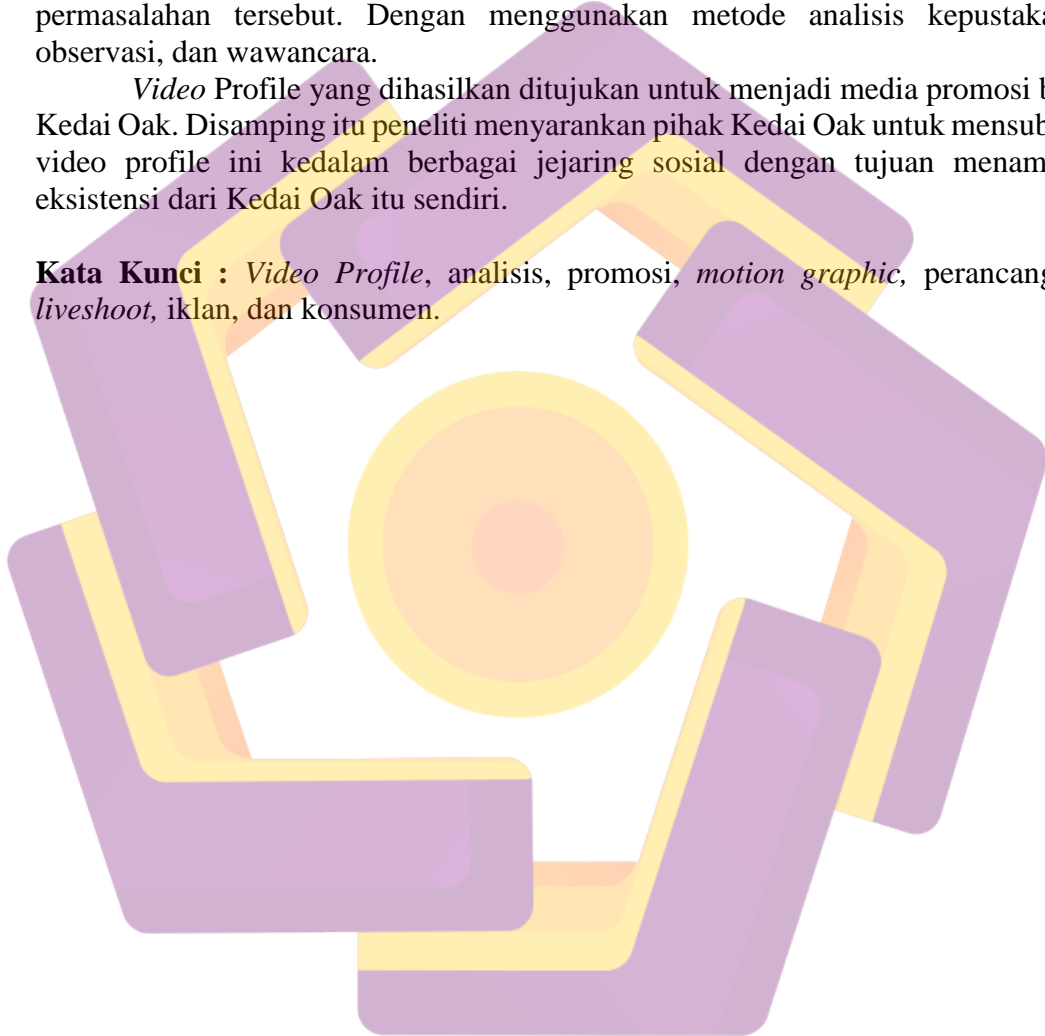 permasalahan tersebut. Dengan menggunakan metode analisis kepustaka
observasi, dan wawancara.
Video Profile yang dihasilkan ditujukan untuk menjadi media promosi b
Kedai Oak. Disamping itu peneliti menyarankan pihak Kedai Oak untuk mensub
video profile ini kedalam berbagai jejaring sosial dengan tujuan menam
eksistensi dari Kedai Oak itu sendiri.
Kata Kunci : Video Profile, analisis, promosi, motion graphic, perancang
liveshoot, iklan, dan konsumen.